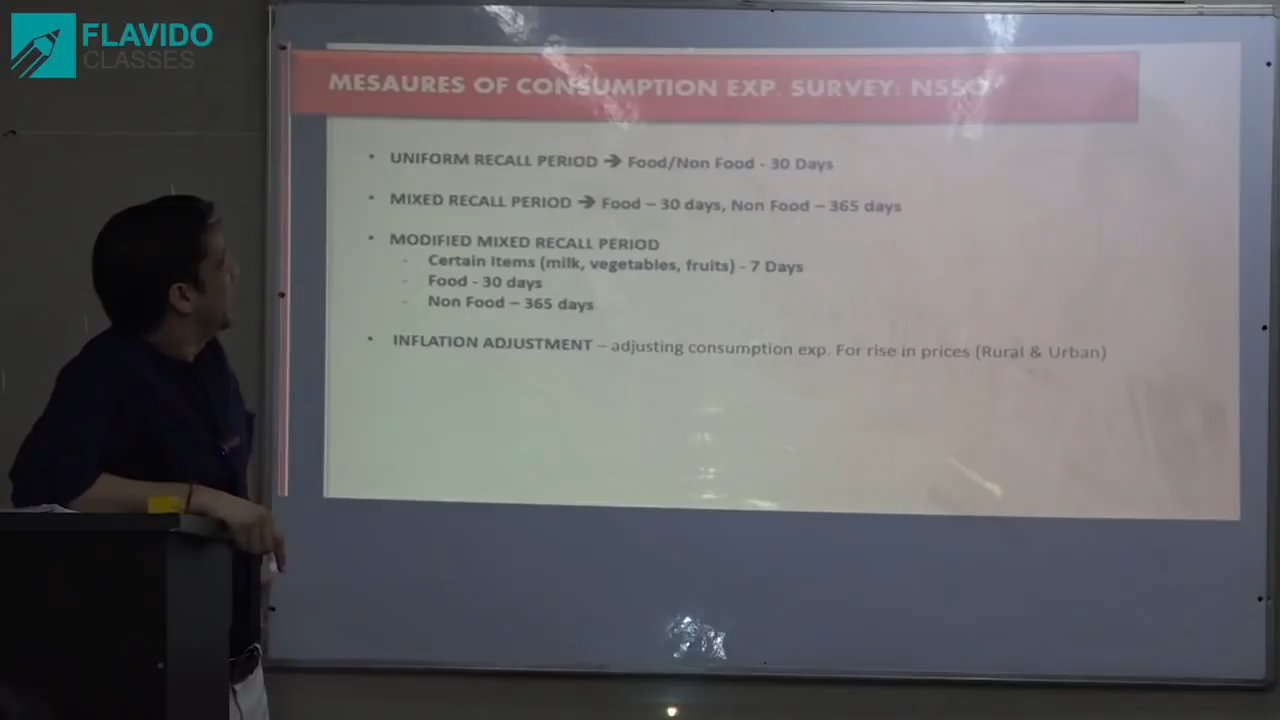 FLAVIDO
CLASSES
MESAURES OF CONSUMPTION EXP. SURVEY: NSSO
• UNIFORM RECALL PERIOD → Food/Non Food - 30 Days
• MIXED RECALL PERIOD → Food – 30 days, Non Food – 365 days
• MODIFIED MIXED RECALL PERIOD
- Certain Items (milk, vegetables, fruits) - 7 Days
- Food - 30 days
- Non Food – 365 days
• INFLATION ADJUSTMENT – adjusting consumption exp. For rise in prices (Rural & Urban)